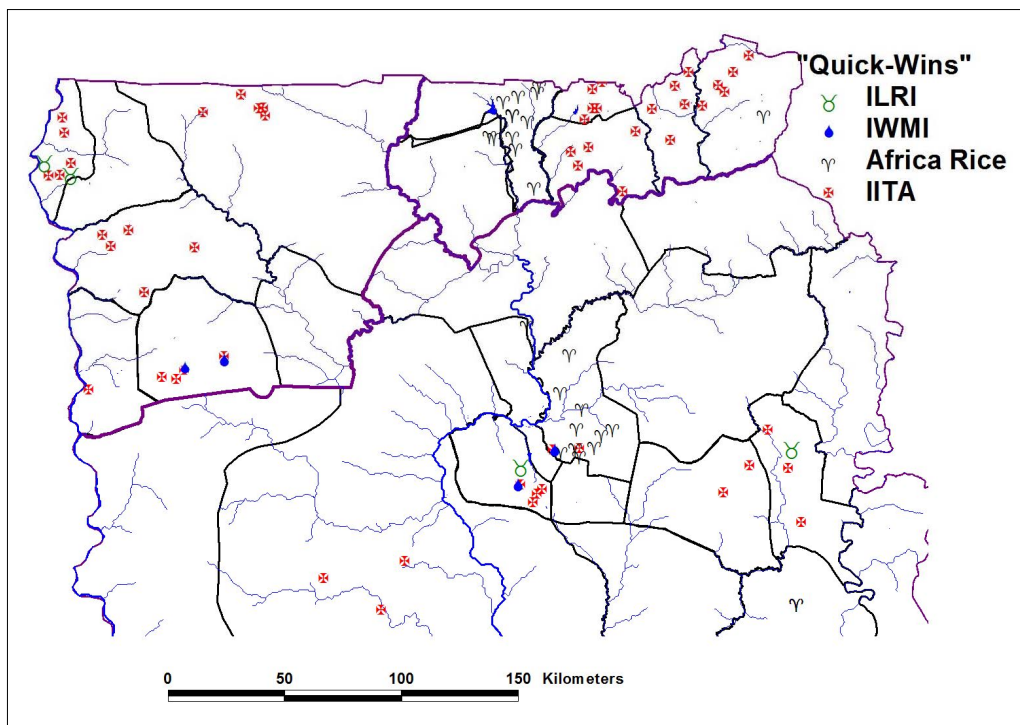 "Quick-Wins"
ILRI
IWMI
Africa Rice
IITA
0 50 100 150 Kilometers